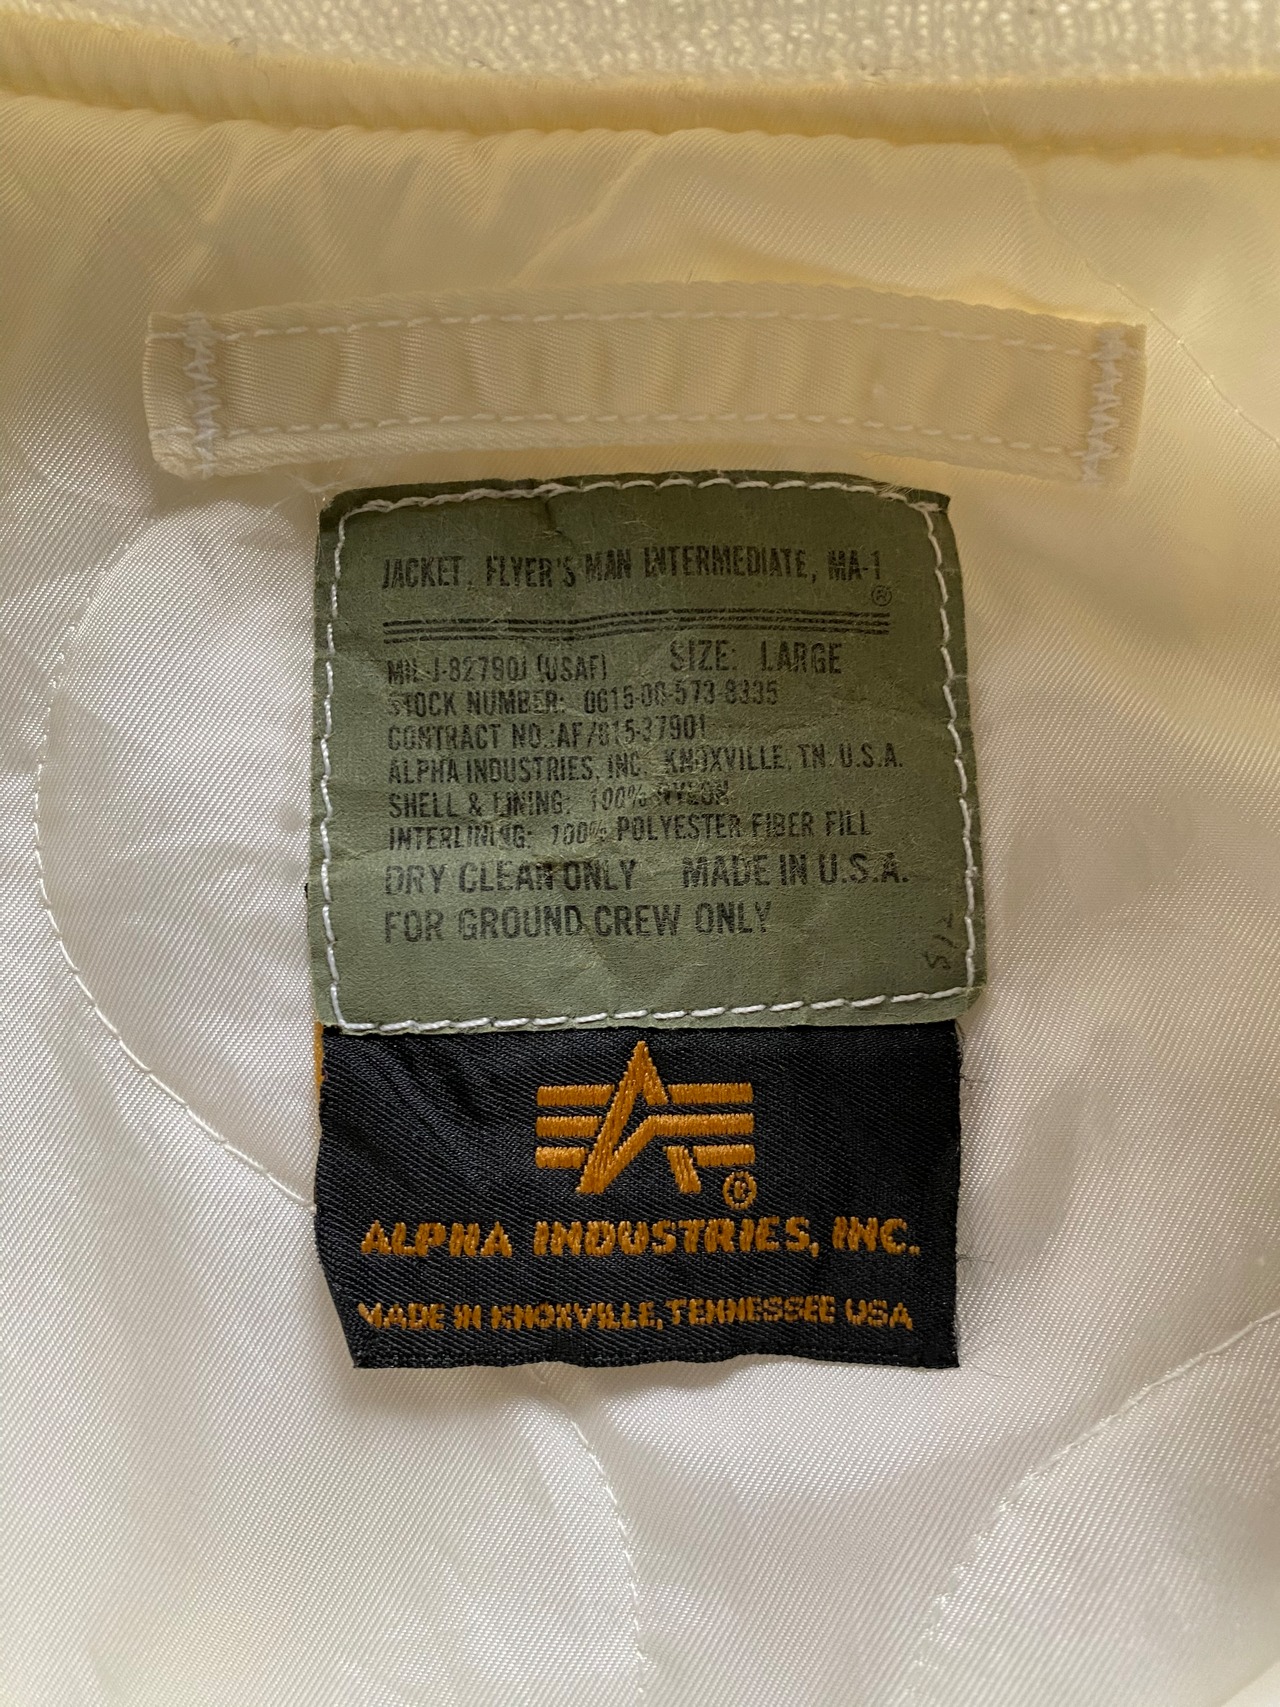 JACKET, FLYER'S MAN INTERMEDIATE, MA-1
®
MIL-J-82790J (USAF) SIZE: LARGE
STOCK NUMBER: 0615-00-573-8335
CONTRACT NO.:AF/815-37901
ALPHA INDUSTRIES, INC. KNOXVILLE, TN. U.S.A.
SHELL & LINING: 100% NYLON
INTERLINING: 100% POLYESTER FIBER FILL
DRY CLEAN ONLY MADE IN U.S.A.
FOR GROUND CREW ONLY
®
ALPHA INDUSTRIES, INC.
MADE IN KNOXVILLE, TENNESSEE USA